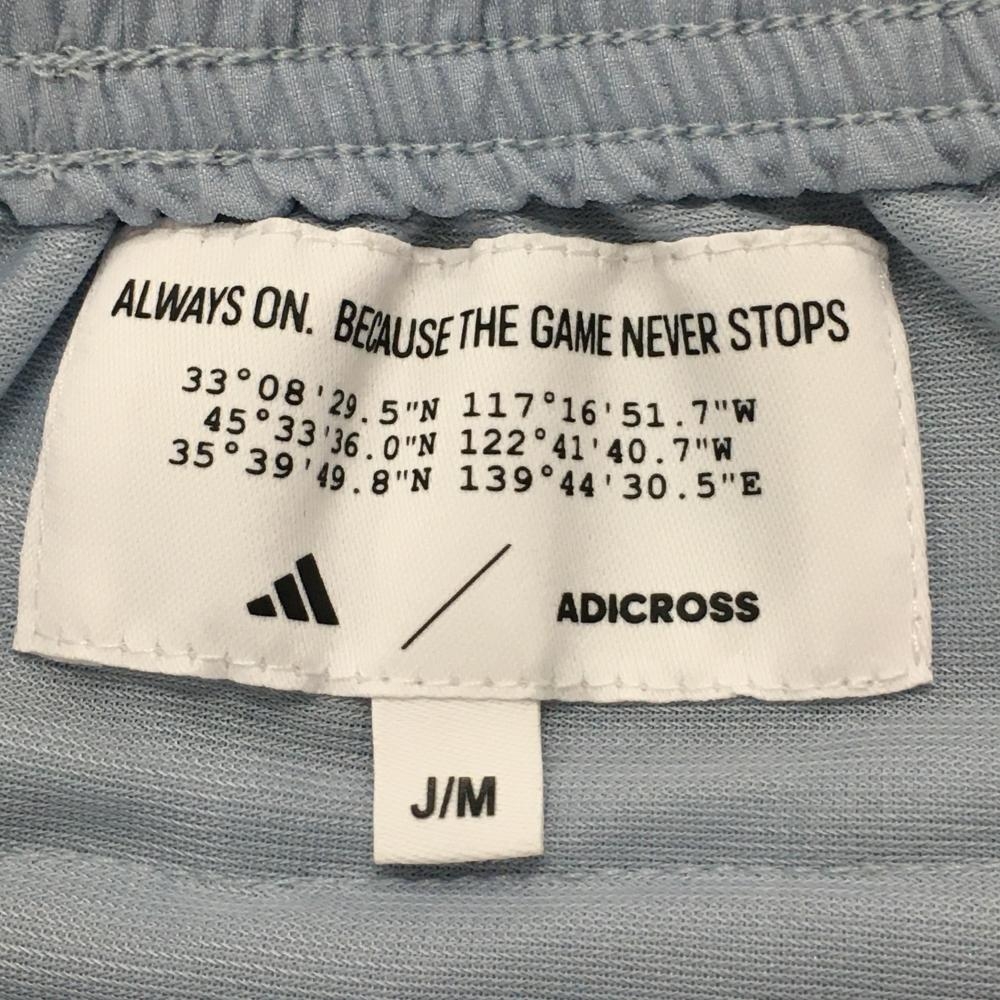 ALWAYS ON. BECAUSE THE GAME NEVER STOPS
33°08'29.5"N 117°16'51.7"W
45°33'36.0"N 122°41'40.7"W
35°39'49.8"N 139°44'30.5"E
ADICROSS
J/M